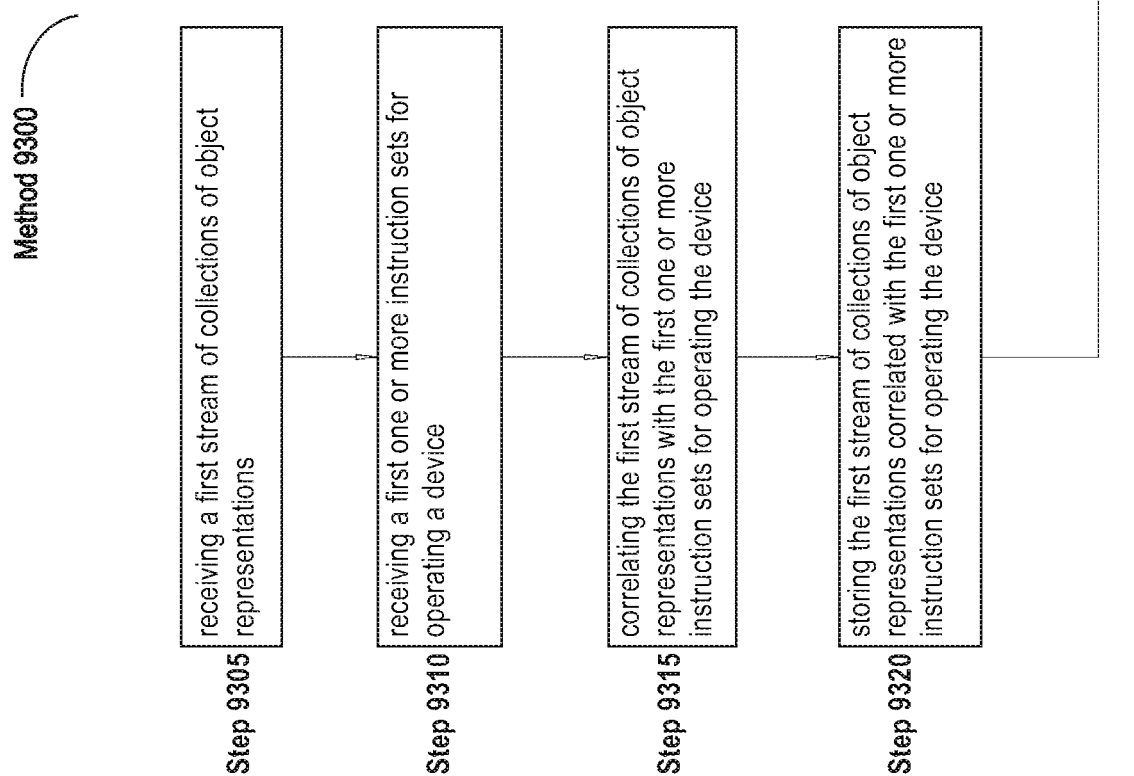 Method 9300
Step 9305
receiving a first stream of collections of object
representations
Step 9310
receiving a first one or more instruction sets for
operating a device
Step 9315
correlating the first stream of collections of object
representations with the first one or more
instruction sets for operating the device
Step 9320
storing the first stream of collections of object
representations correlated with the first one or more
instruction sets for operating the device